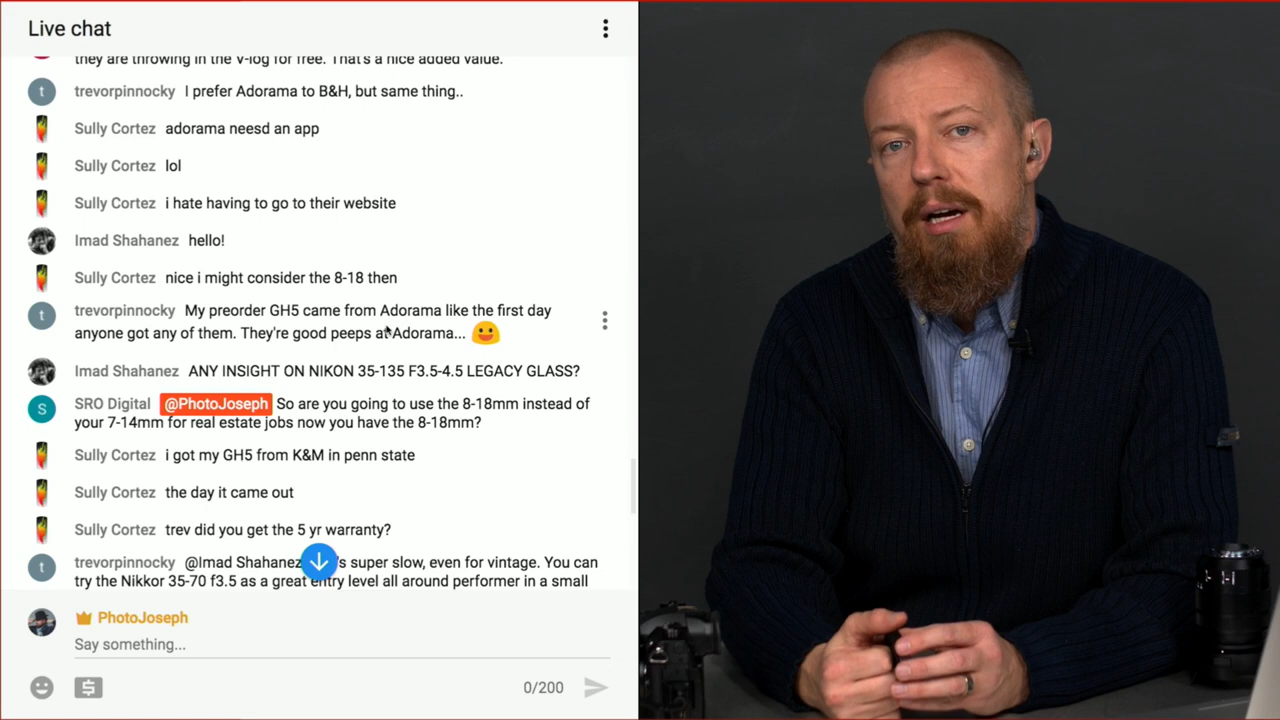 Live chat
they are throwing in the V-log for free. That's a nice added value.
t trevorpinnocky I prefer Adorama to B&H, but same thing..
Sully Cortez adorama neesd an app
Sully Cortez lol
Sully Cortez i hate having to go to their website
Imad Shahanez hello!
Sully Cortez nice i might consider the 8-18 then
t trevorpinnocky My preorder GH5 came from Adorama like the first day
anyone got any of them. They're good peeps at Adorama...
Imad Shahanez ANY INSIGHT ON NIKON 35-135 F3.5-4.5 LEGACY GLASS?
S SRO Digital @PhotoJoseph So are you going to use the 8-18mm instead of
your 7-14mm for real estate jobs now you have the 8-18mm?
Sully Cortez i got my GH5 from K&M in penn state
Sully Cortez the day it came out
Sully Cortez trev did you get the 5 yr warranty?
t trevorpinnocky @Imad Shahanez super slow, even for vintage. You can
try the Nikkor 35-70 f3.5 as a great entry level all around performer in a small
PhotoJoseph
Say something...
0/200